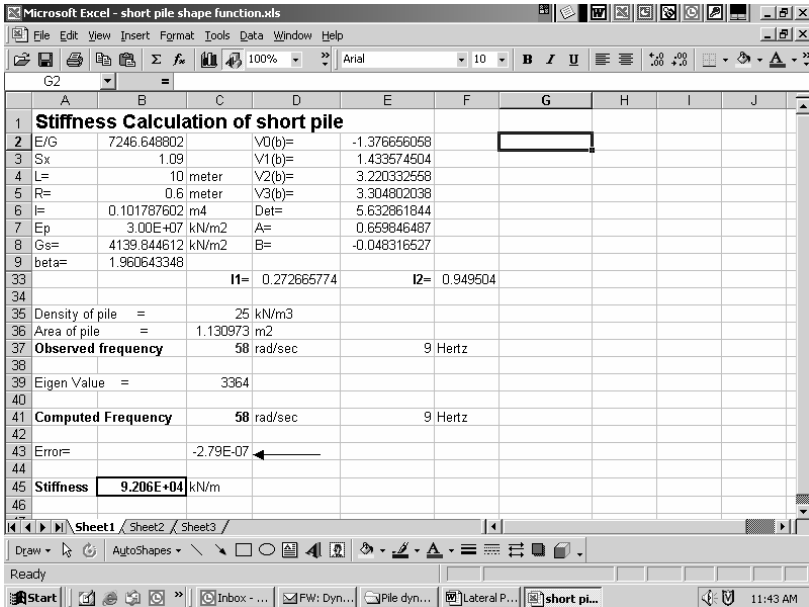 Microsoft Excel - short pile shape function.xls
File Edit View Insert Format Tools Data Window Help
100% Arial 10 B I U
G2 =
A B C D E F G H I J
1 Stiffness Calculation of short pile
2 E/G 7246.648802 V0(b)= -1.376656058
3 Sx 1.09 V1(b)= 1.433574504
4 L= 10 meter V2(b)= 3.220332558
5 R= 0.6 meter V3(b)= 3.304802038
6 I= 0.101787602 m4 Det= 5.632861844
7 Ep 3.00E+07 kN/m2 A= 0.659846487
8 Gs= 4139.844612 kN/m2 B= -0.048316527
9 beta= 1.960643348
33 I1= 0.272665774 I2= 0.949504
34
35 Density of pile = 25 kN/m3
36 Area of pile = 1.130973 m2
37 Observed frequency 58 rad/sec 9 Hertz
38
39 Eigen Value = 3364
40
41 Computed Frequency 58 rad/sec 9 Hertz
42
43 Error= -2.79E-07
44
45 Stiffness 9.206E+04 kN/m
46
Sheet1 Sheet2 Sheet3
Draw AutoShapes
Ready
Start Inbox - ... FW: Dyn... Pile dyn... Lateral P... short pi... 11:43 AM